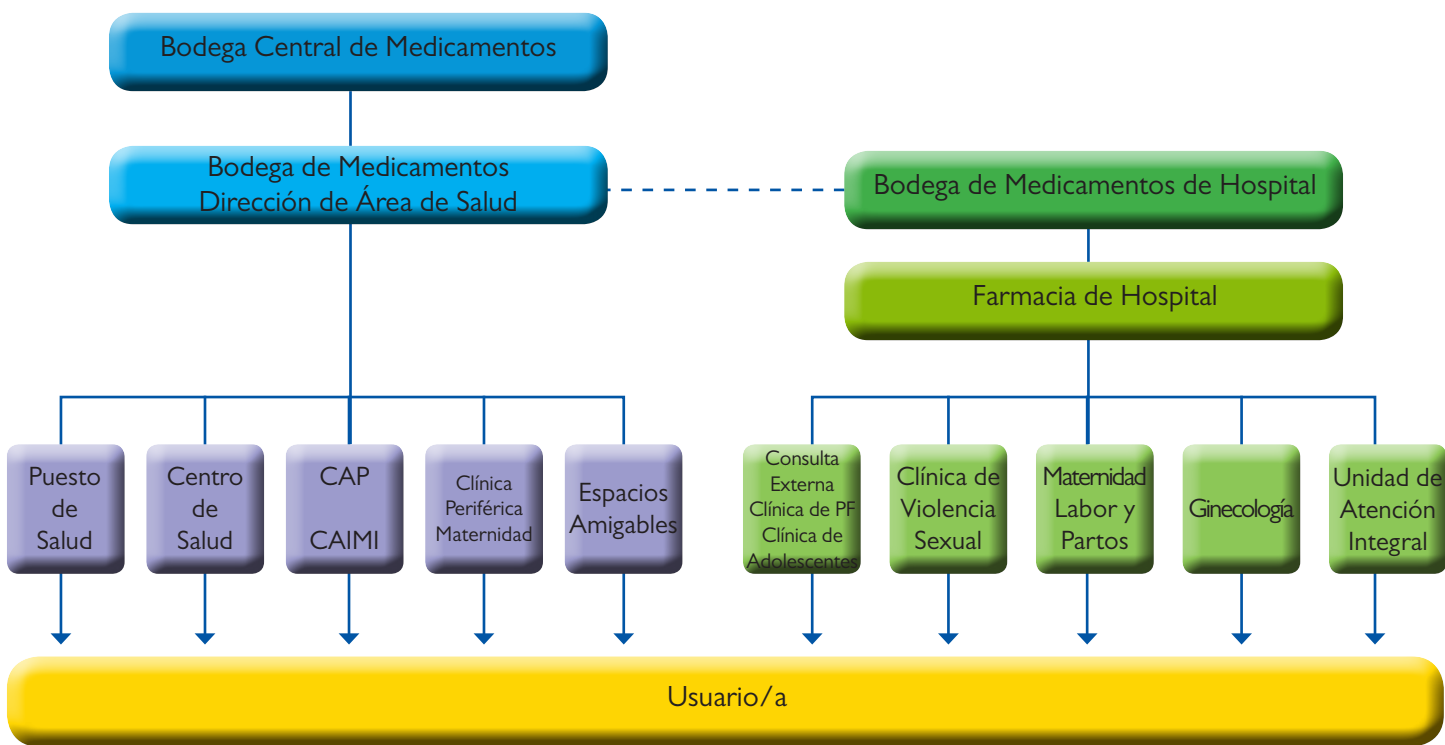 Bodega Central de Medicamentos
Bodega de Medicamentos
Dirección de Área de Salud
Bodega de Medicamentos de Hospital
Farmacia de Hospital
Puesto
de
Salud
Centro
de
Salud
CAP
CAIMI
Clínica
Periférica
Maternidad
Espacios
Amigables
Consulta
Externa
Clínica de PF
Clínica de
Adolescentes
Clínica de
Violencia
Sexual
Maternidad
Labor y
Partos
Ginecología
Unidad de
Atención
Integral
Usuario/a